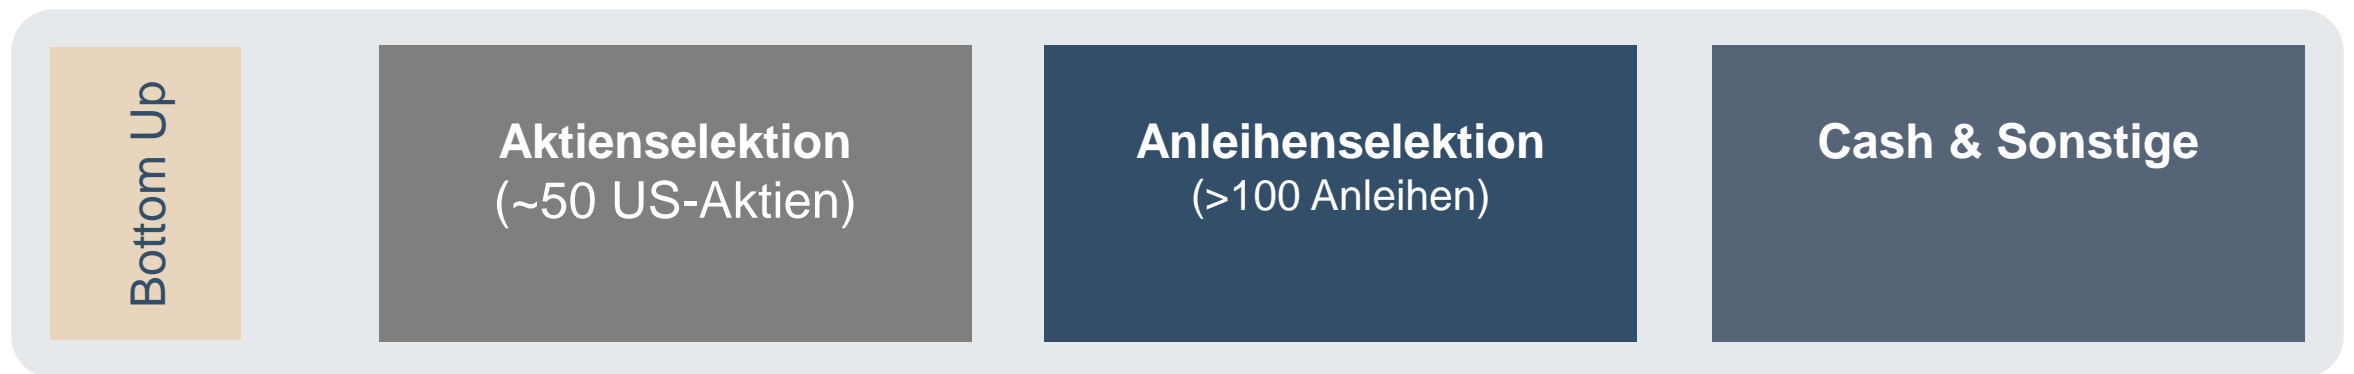 Bottom Up
Aktienselektion
(~50 US-Aktien)
Anleihenselektion
(>100 Anleihen)
Cash & Sonstige